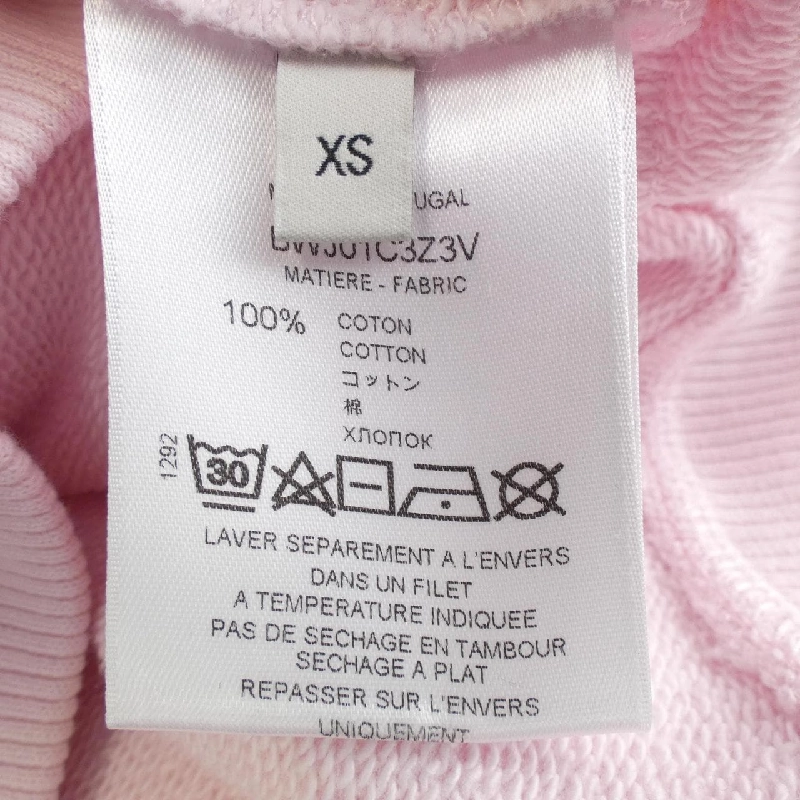 XS
UGAL
BWJ01C3Z3V
MATIERE - FABRIC
100% COTON
COTTON
コットン
棉
ХЛОПОК
1292
30
LAVER SEPAREMENT A L'ENVERS
DANS UN FILET
A TEMPERATURE INDIQUEE
PAS DE SECHAGE EN TAMBOUR
SECHAGE A PLAT
REPASSER SUR L'ENVERS
UNIQUEMENT